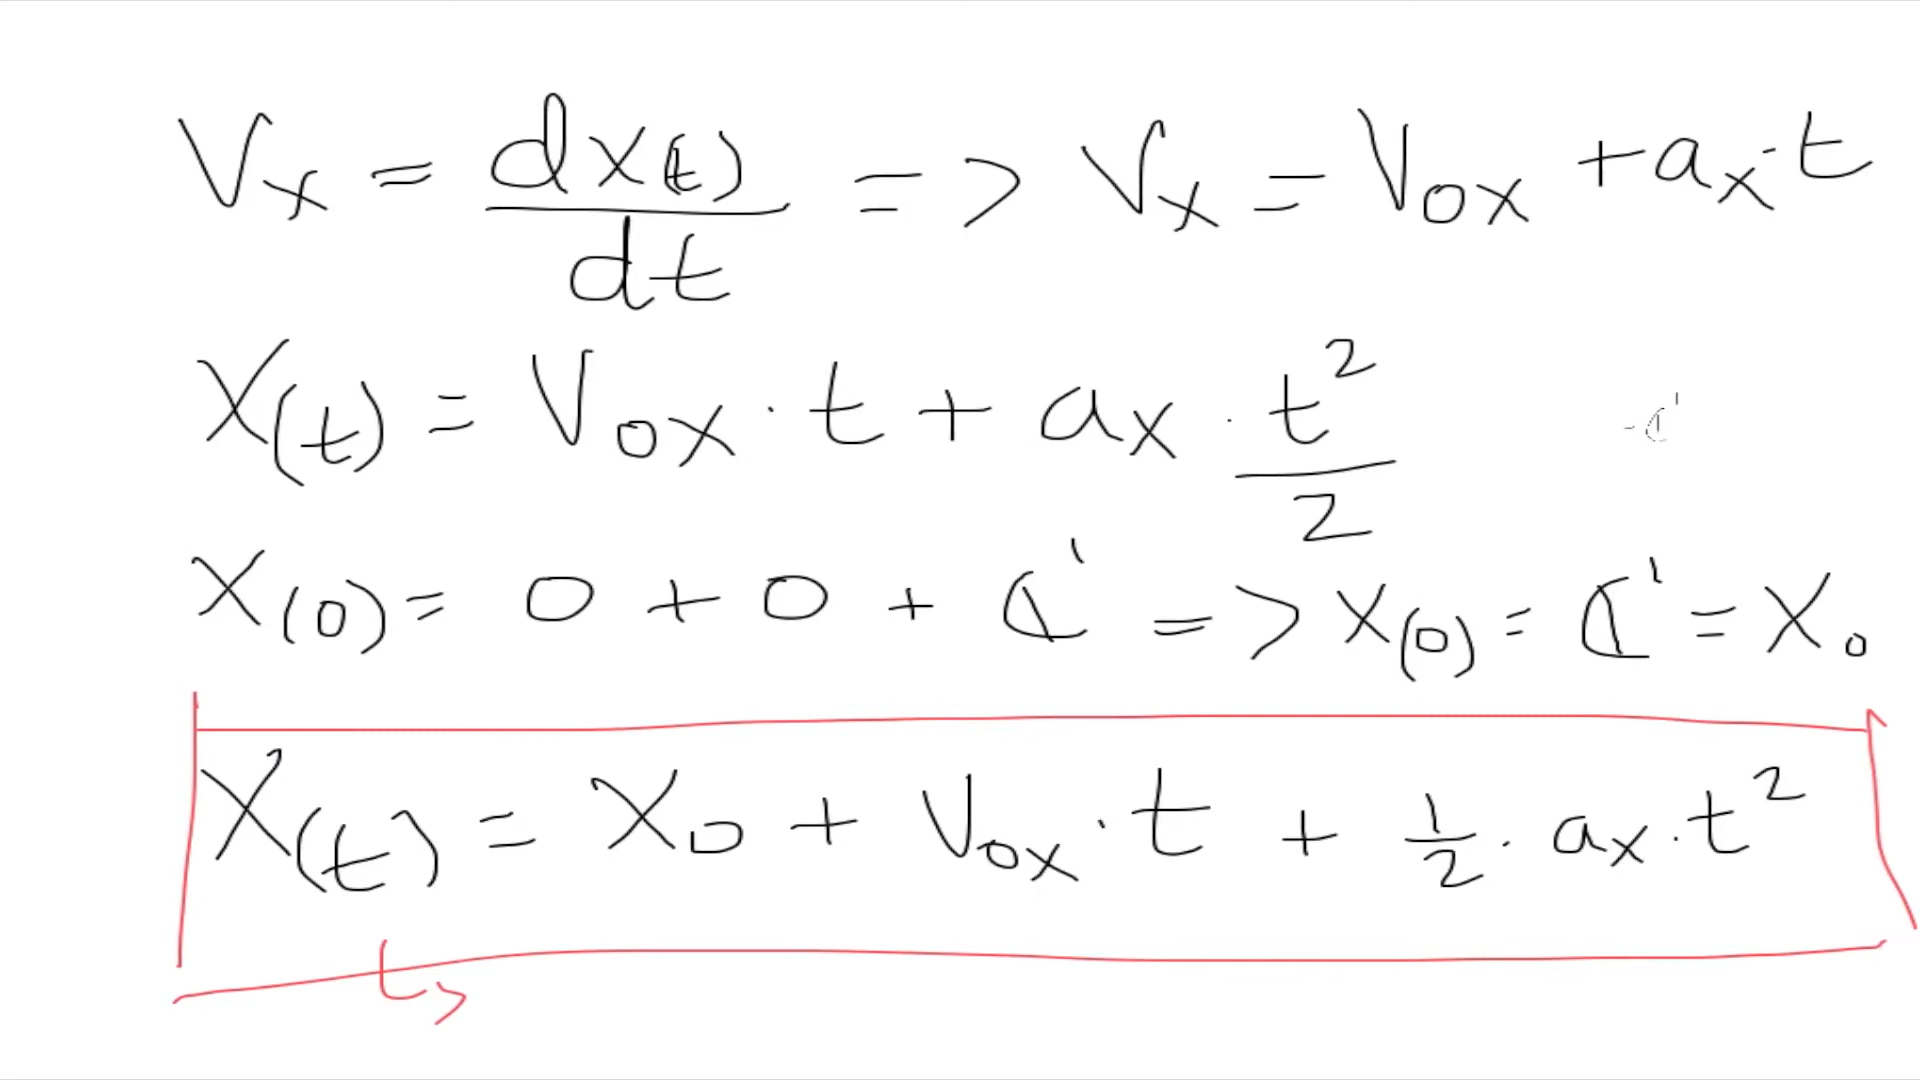 Vx = dx(t)/dt => Vx = V0x + ax·t
X(t) = V0x · t + ax · t²/2
X(0) = 0 + 0 + C' => X(0) = C' = X0
X(t) = X0 + V0x · t + 1/2 · ax · t²